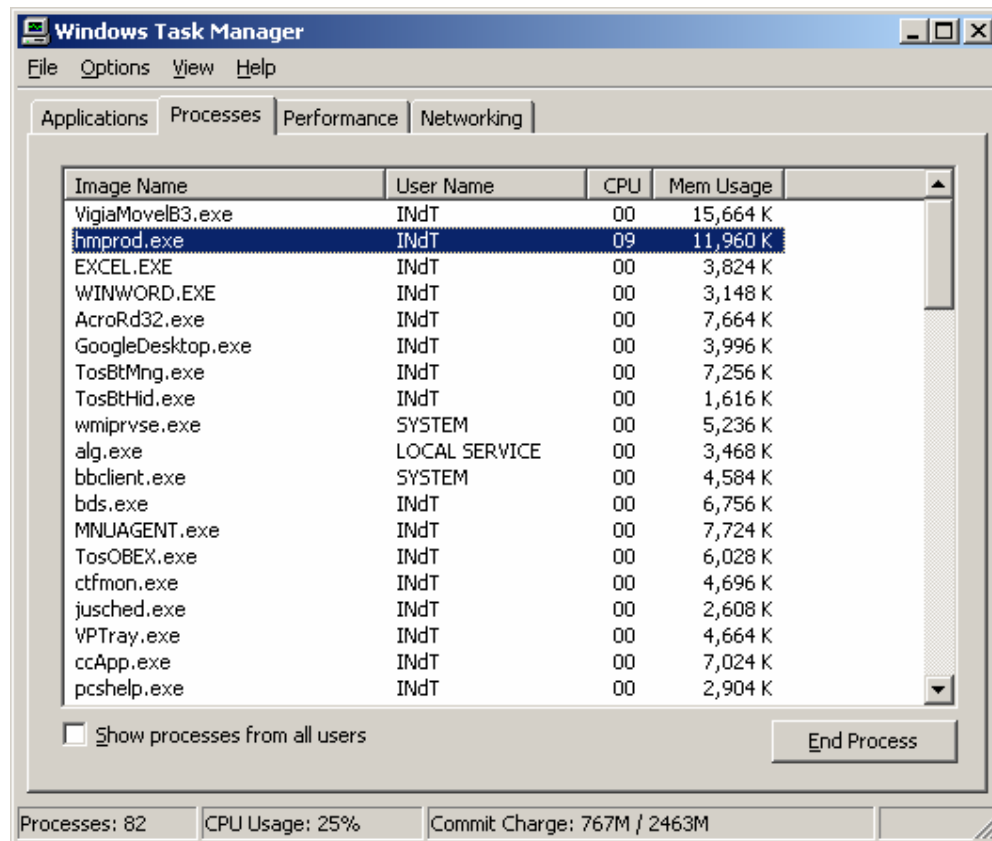 Windows Task Manager
File Options View Help
Applications Processes Performance Networking
Image Name User Name CPU Mem Usage
VigiaMovelB3.exe INdT 00 15,664 K
hmprod.exe INdT 09 11,960 K
EXCEL.EXE INdT 00 3,824 K
WINWORD.EXE INdT 00 3,148 K
AcroRd32.exe INdT 00 7,664 K
GoogleDesktop.exe INdT 00 3,996 K
TosBtMng.exe INdT 00 7,256 K
TosBtHid.exe INdT 00 1,616 K
wmiprvse.exe SYSTEM 00 5,236 K
alg.exe LOCAL SERVICE 00 3,468 K
bbclient.exe SYSTEM 00 4,584 K
bds.exe INdT 00 6,756 K
MNUAGENT.exe INdT 00 7,724 K
TosOBEX.exe INdT 00 6,028 K
ctfmon.exe INdT 00 4,696 K
jusched.exe INdT 00 2,608 K
VPTray.exe INdT 00 4,664 K
ccApp.exe INdT 00 7,024 K
pcshelp.exe INdT 00 2,904 K
Show processes from all users
End Process
Processes: 82 CPU Usage: 25% Commit Charge: 767M / 2463M